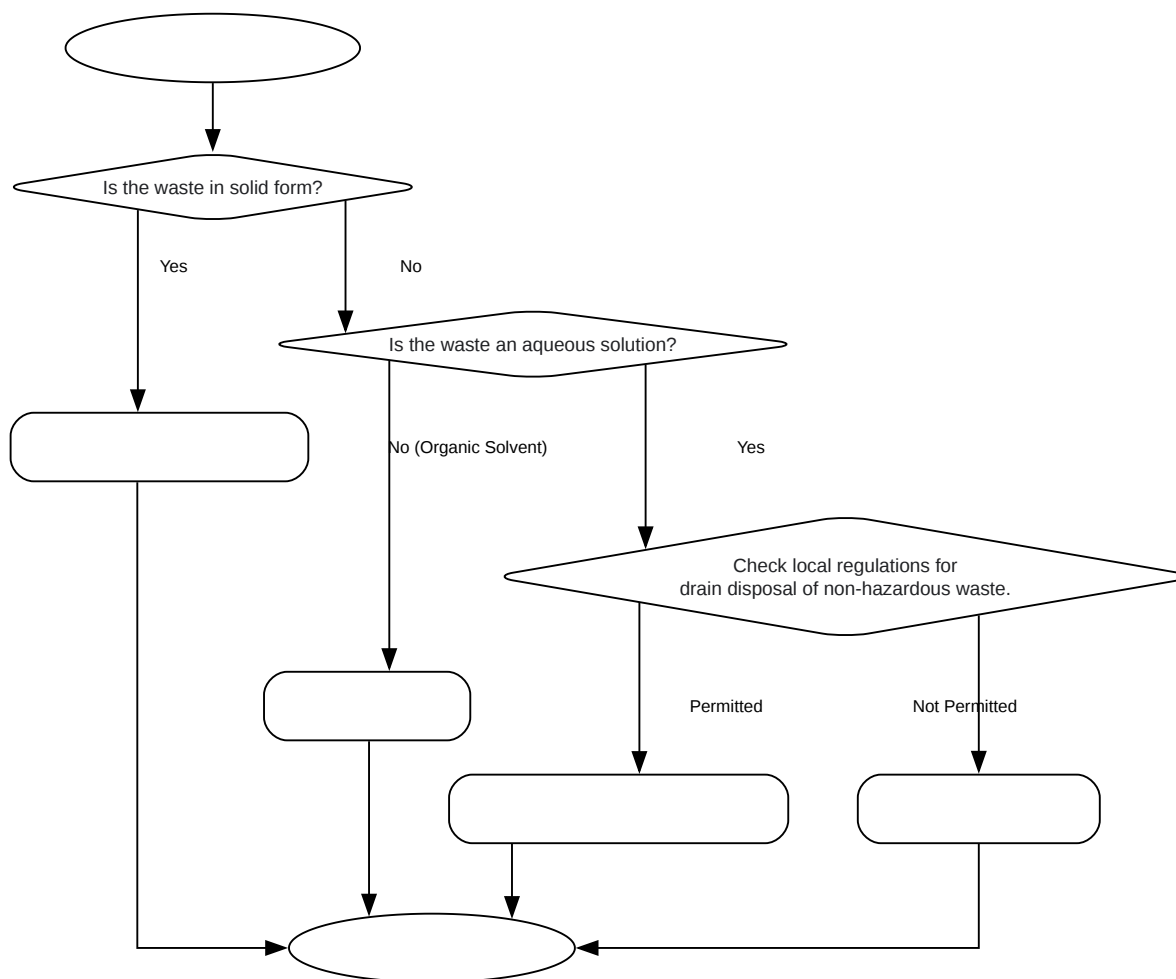 Is the waste in solid form?
Yes
No
Is the waste an aqueous solution?
No (Organic Solvent)
Yes
Check local regulations for
drain disposal of non-hazardous waste.
Permitted
Not Permitted